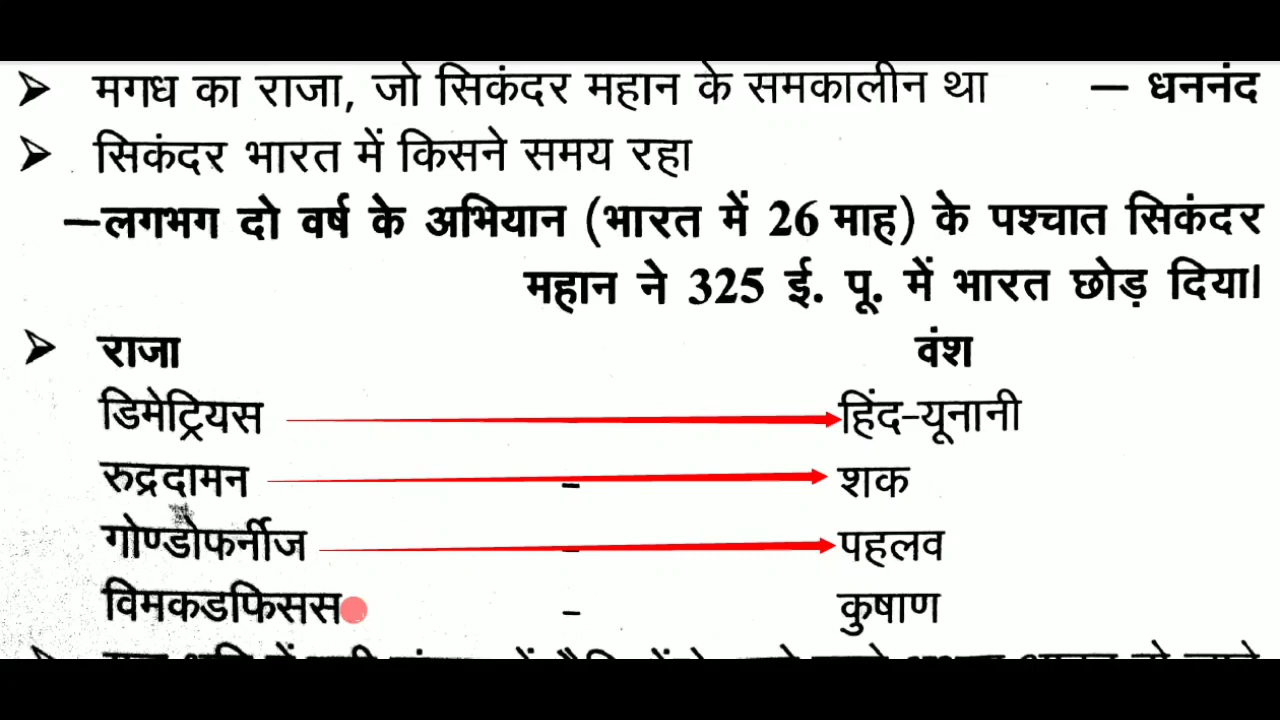 ➢ मगध का राजा, जो सिकंदर महान के समकालीन था — धननंद
➢ सिकंदर भारत में किसने समय रहा
—लगभग दो वर्ष के अभियान (भारत में 26 माह) के पश्चात सिकंदर
महान ने 325 ई. पू. में भारत छोड़ दिया।
➢ राजा वंश
डिमेट्रियस हिंद-यूनानी
रुद्रदामन - शक
गोण्डोफर्नीज - पहलव
विमकडफिसस - कुषाण